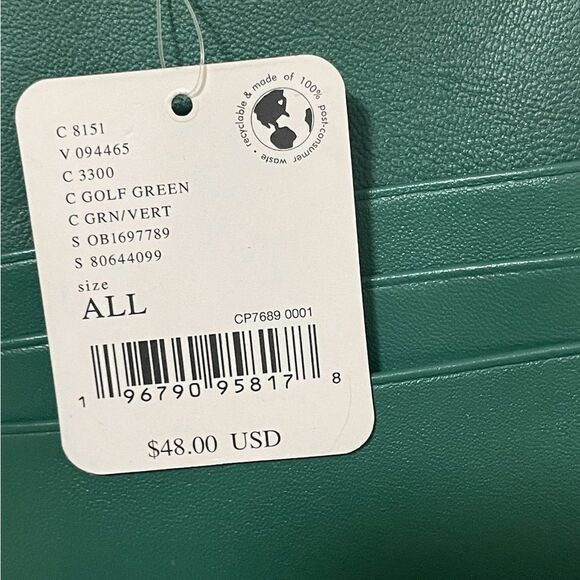 recyclable & made of 100% post-consumer waste •
C 8151
V 094465
C 3300
C GOLF GREEN
C GRN/VERT
S OB1697789
S 80644099
size
ALL
CP7689 0001
1 96790 95817 8
$48.00 USD